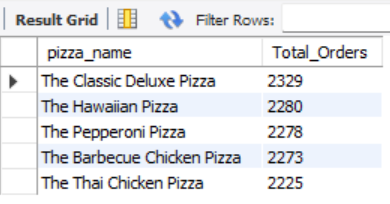 Result Grid Filter Rows:
pizza_name Total_Orders
The Classic Deluxe Pizza 2329
The Hawaiian Pizza 2280
The Pepperoni Pizza 2278
The Barbecue Chicken Pizza 2273
The Thai Chicken Pizza 2225